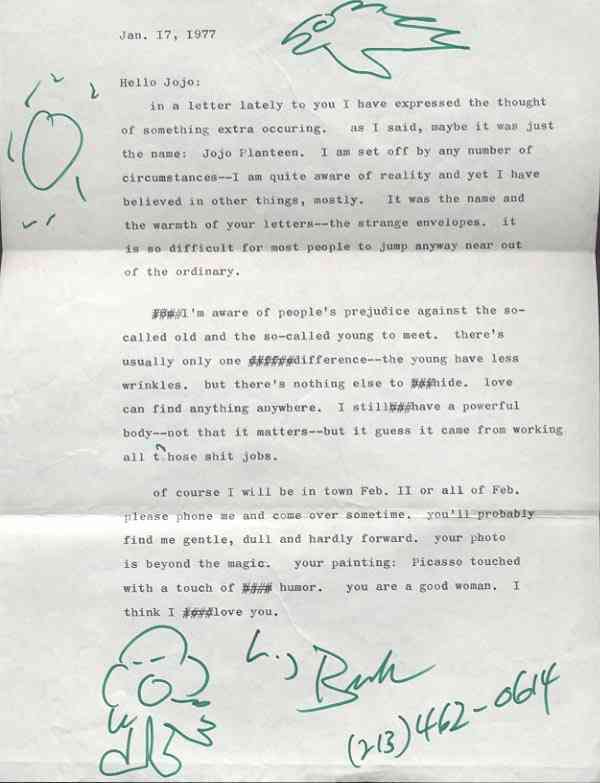 Jan. 17, 1977
Hello Jojo:
in a letter lately to you I have expressed the thought
of something extra occuring. as I said, maybe it was just
the name: Jojo Planteen. I am set off by any number of
circumstances--I am quite aware of reality and yet I have
believed in other things, mostly. It was the name and
the warmth of your letters--the strange envelopes. it
is so difficult for most people to jump anyway near out
of the ordinary.
I'm aware of people's prejudice against the so-
called old and the so-called young to meet. there's
usually only one difference--the young have less
wrinkles. but there's nothing else to hide. love
can find anything anywhere. I still have a powerful
body--not that it matters--but it guess it came from working
all those shit jobs.
of course I will be in town Feb. II or all of Feb.
please phone me and come over sometime. you'll probably
find me gentle, dull and hardly forward. your photo
is beyond the magic. your painting: Picasso touched
with a touch of humor. you are a good woman. I
think I love you.
Buk
(213) 462-0614